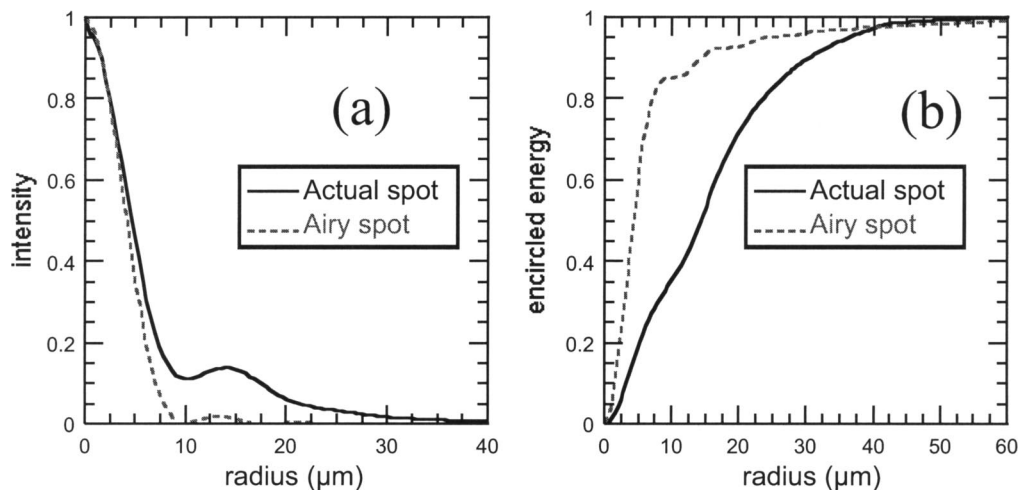 1
0.8
0.6
0.4
0.2
0
intensity
(a)
Actual spot
Airy spot
0
10
20
30
40
radius (µm)
1
0.8
0.6
0.4
0.2
0
encircled energy
(b)
Actual spot
Airy spot
0
10
20
30
40
50
60
radius (µm)